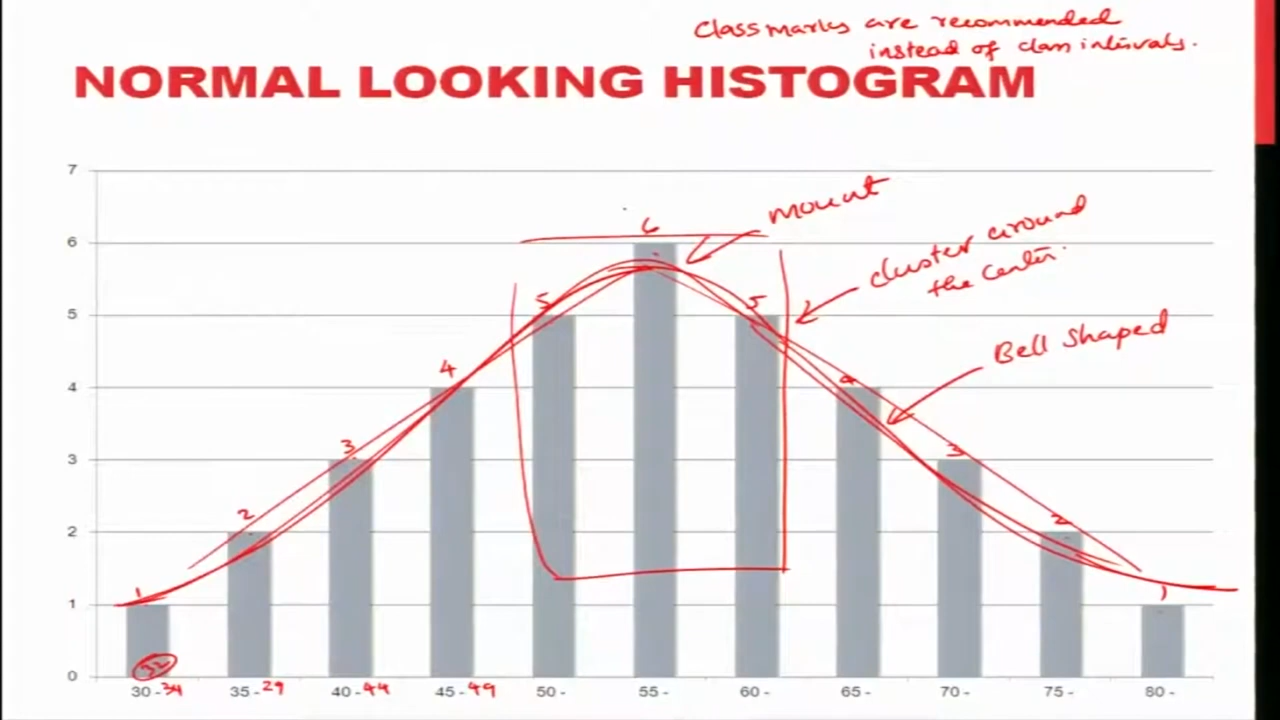 Class marks are recommended
instead of class intervals.
NORMAL LOOKING HISTOGRAM
7
6
5
4
3
2
1
0
1
2
3
4
5
6
5
4
3
2
1
Mount
cluster around
the center.
Bell shaped
32
30 - 34
35 - 29
40 - 44
45 - 49
50 -
55 -
60 -
65 -
70 -
75 -
80 -